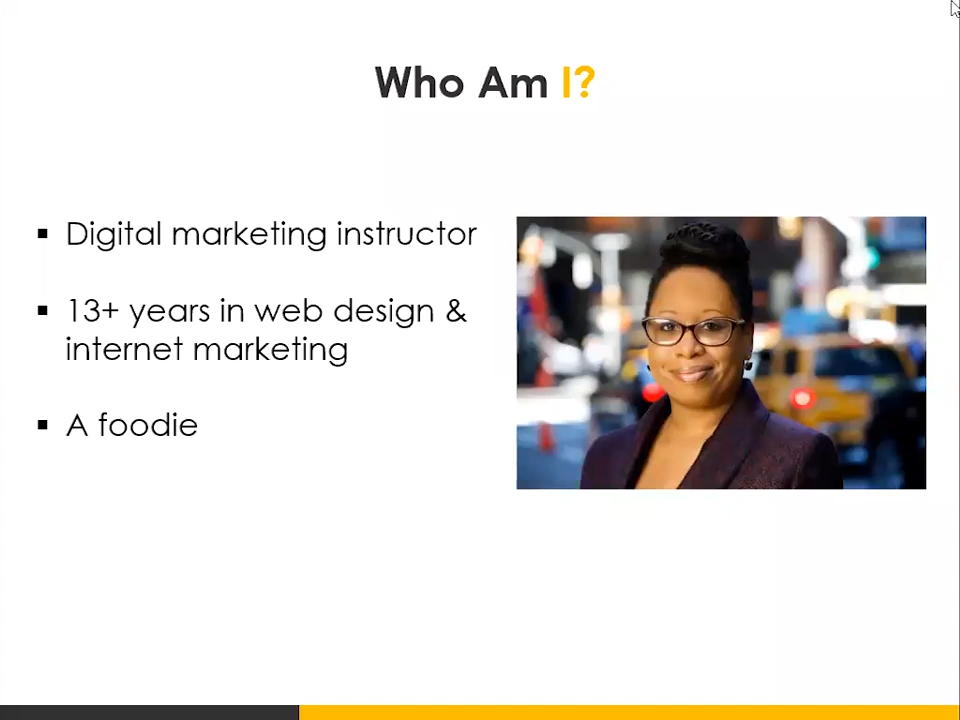 Who Am I?
Digital marketing instructor
13+ years in web design &
internet marketing
A foodie